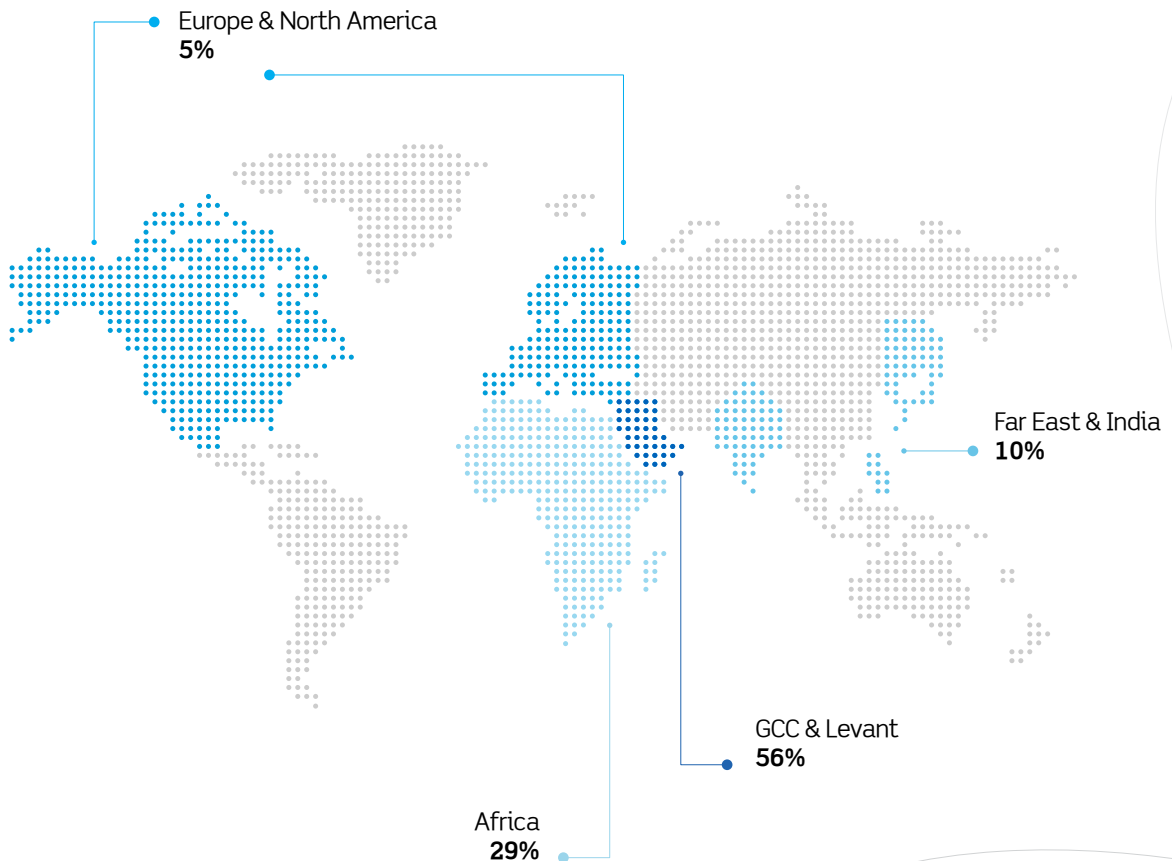 Europe & North America
5%
Far East & India
10%
GCC & Levant
56%
Africa
29%